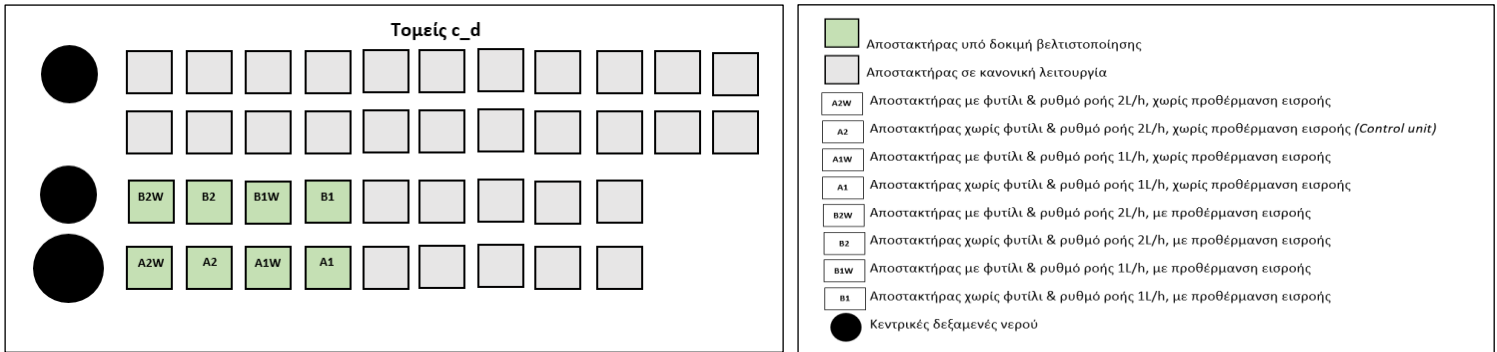 Τομείς c_d
B2W B2 B1W B1
A2W A2 A1W A1
Αποστακτήρας υπό δοκιμή βελτιστοποίησης
Αποστακτήρας σε κανονική λειτουργία
A2W Αποστακτήρας με φυτίλι & ρυθμό ροής 2L/h, χωρίς προθέρμανση εισροής
A2 Αποστακτήρας χωρίς φυτίλι & ρυθμό ροής 2L/h, χωρίς προθέρμανση εισροής (Control unit)
A1W Αποστακτήρας με φυτίλι & ρυθμό ροής 1L/h, χωρίς προθέρμανση εισροής
A1 Αποστακτήρας χωρίς φυτίλι & ρυθμό ροής 1L/h, χωρίς προθέρμανση εισροής
B2W Αποστακτήρας με φυτίλι & ρυθμό ροής 2L/h, με προθέρμανση εισροής
B2 Αποστακτήρας χωρίς φυτίλι & ρυθμό ροής 2L/h, με προθέρμανση εισροής
B1W Αποστακτήρας με φυτίλι & ρυθμό ροής 1L/h, με προθέρμανση εισροής
B1 Αποστακτήρας χωρίς φυτίλι & ρυθμό ροής 1L/h, με προθέρμανση εισροής
Κεντρικές δεξαμενές νερού